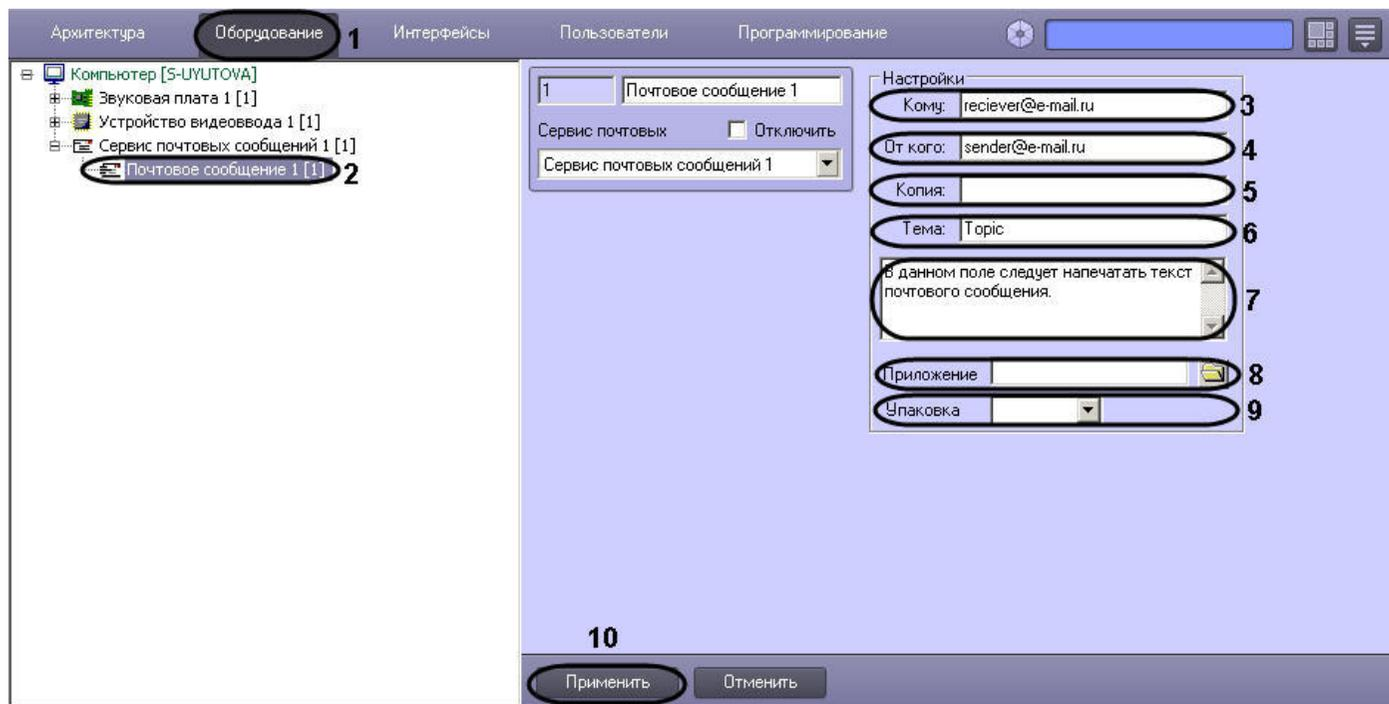 Архитектура Оборудование 1 Интерфейсы Пользователи Программирование
Компьютер [S-UYUTOVA]
Звуковая плата 1 [1]
Устройство видеоввода 1 [1]
Сервис почтовых сообщений 1 [1]
Почтовое сообщение 1 [1] 2
1 Почтовое сообщение 1
Сервис почтовых Отключить
Сервис почтовых сообщений 1
Настройки
Кому: reciever@e-mail.ru 3
От кого: sender@e-mail.ru 4
Копия: 5
Тема: Topic 6
В данном поле следует напечатать текст
почтового сообщения.
7
Приложение 8
Упаковка 9
10
Применить Отменить